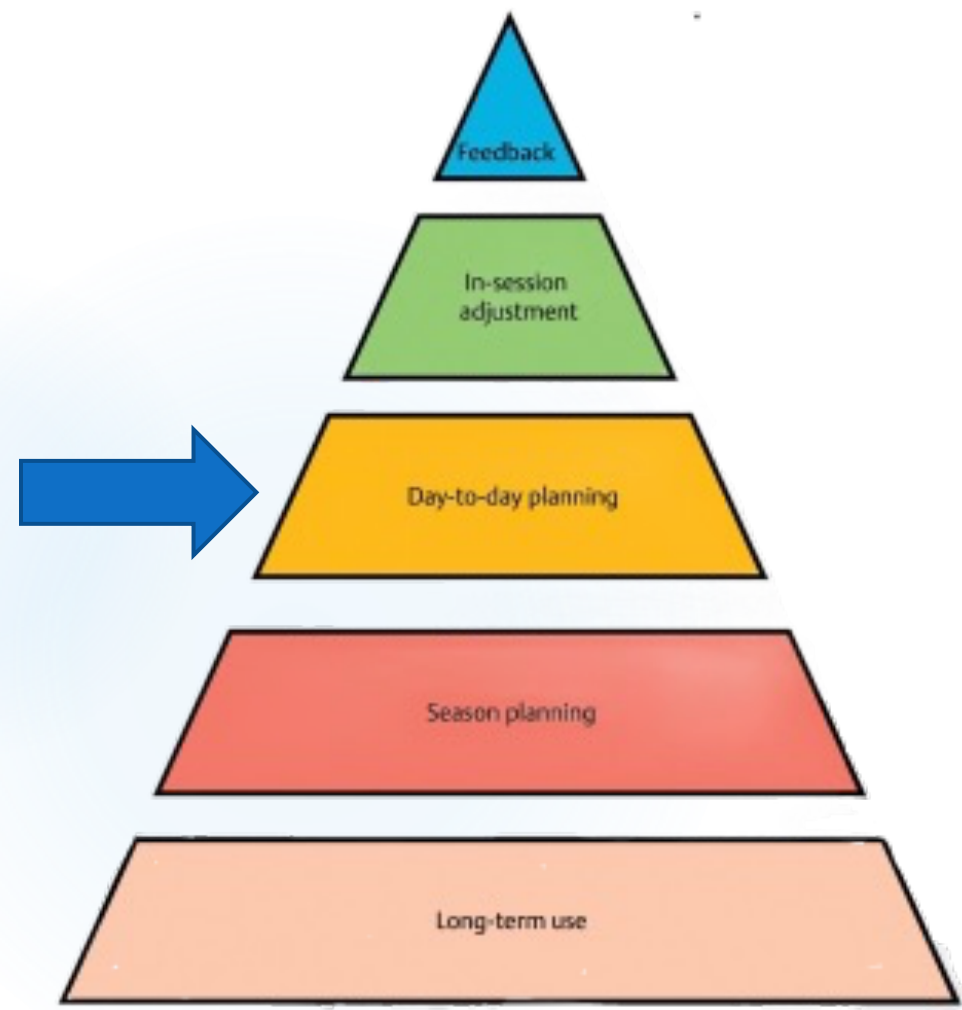 Feedback
In-session
adjustment
Day-to-day planning
Season planning
Long-term use